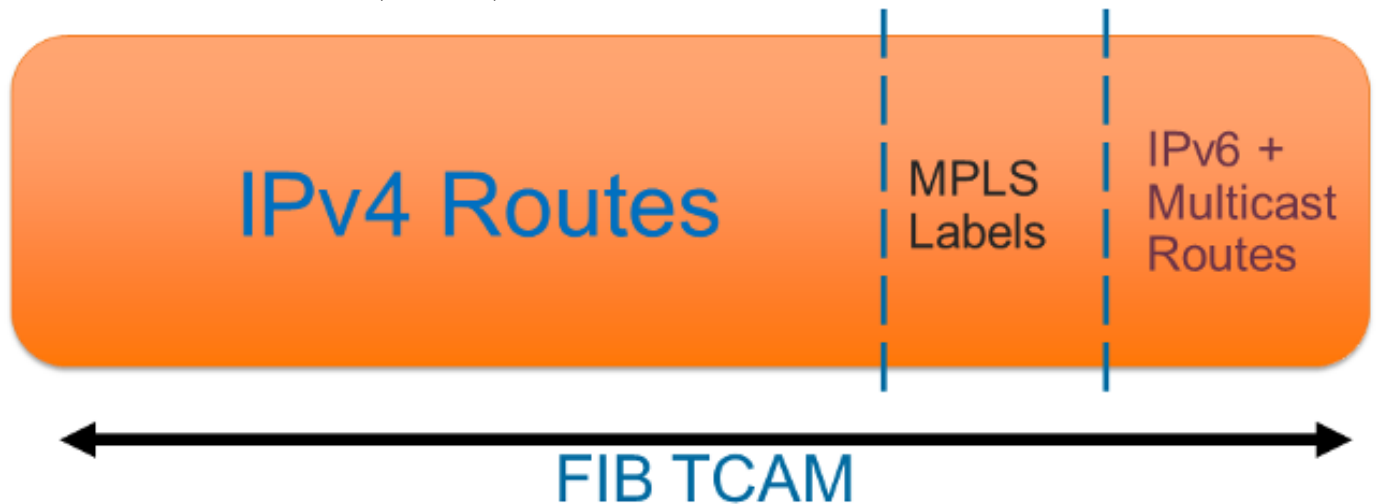 IPv4 Routes
MPLS
Labels
IPv6 +
Multicast
Routes
FIB TCAM